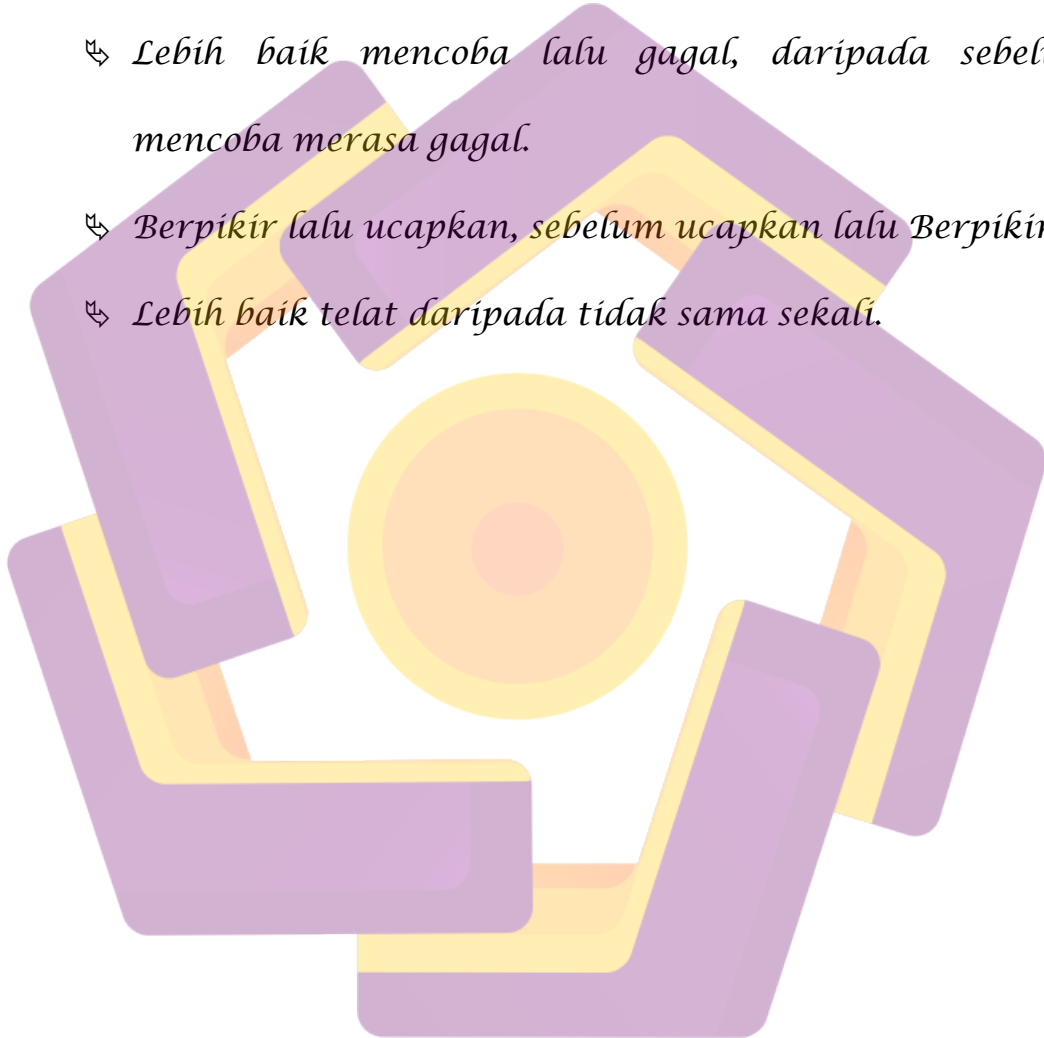 Lebih baik mencoba lalu gagal, daripada
mencoba merasa gagal.
Berpikir lalu ucapkan, sebelum ucapkan lalu Berpikir
Lebih baik telat daripada tidak sama sekali.